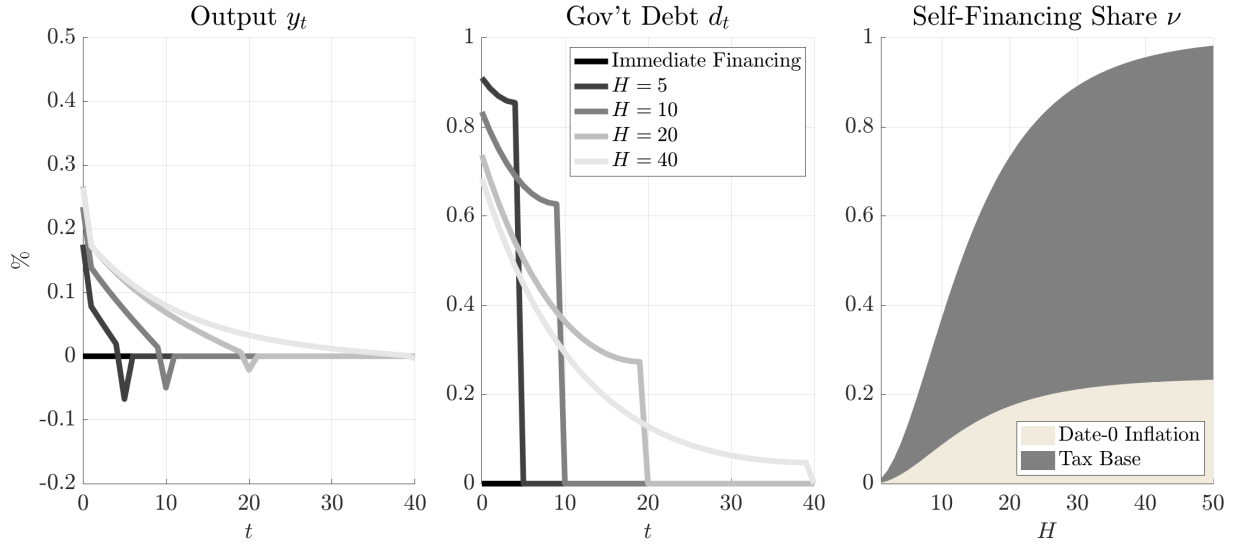 Output y_t
0.5
0.4
0.3
0.2
0.1
0
-0.1
-0.2
%
0 10 20 30 40
t
Gov't Debt d_t
1
0.8
0.6
0.4
0.2
0
Immediate Financing
H = 5
H = 10
H = 20
H = 40
0 10 20 30 40
t
Self-Financing Share ν
1
0.8
0.6
0.4
0.2
0
Date-0 Inflation
Tax Base
10 20 30 40 50
H